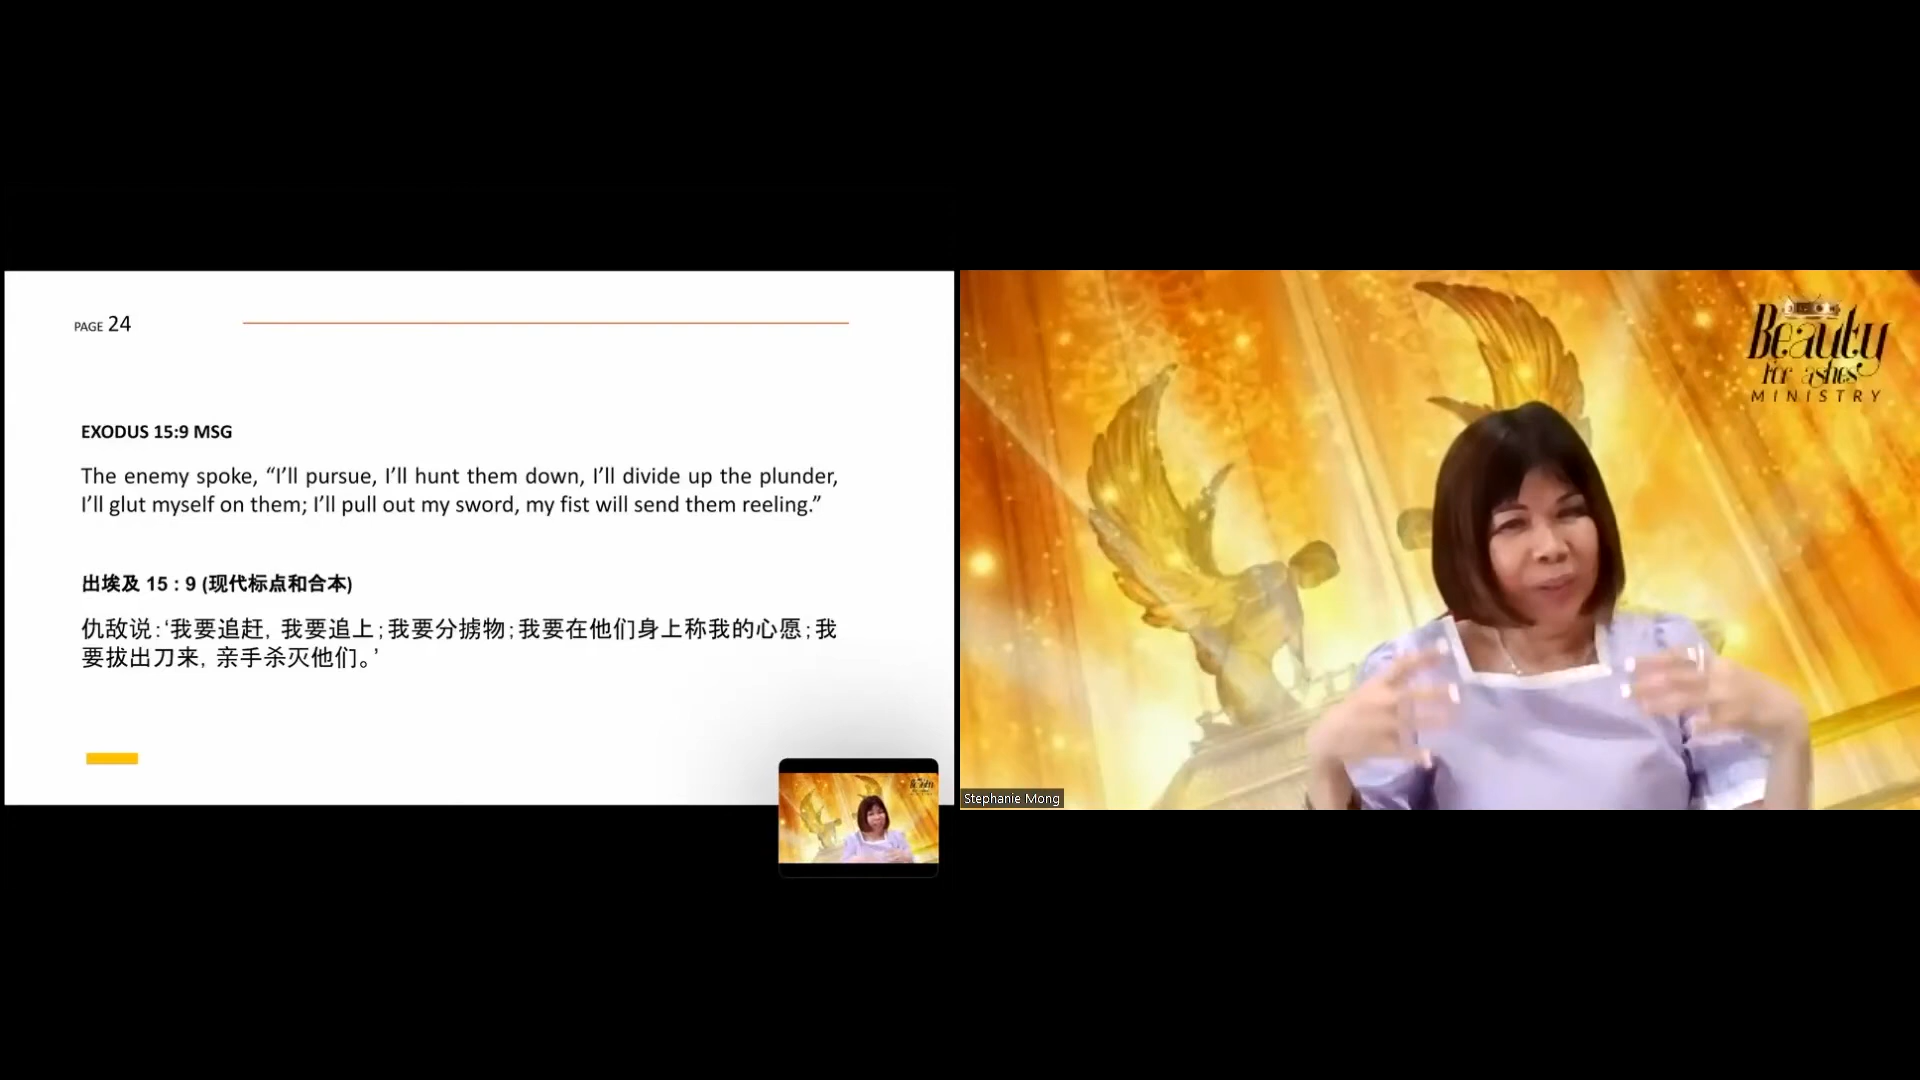 PAGE 24
EXODUS 15:9 MSG
The enemy spoke, “I’ll pursue, I’ll hunt them down, I’ll divide up the plunder,
I’ll glut myself on them; I’ll pull out my sword, my fist will send them reeling.”
出埃及 15 : 9 (现代标点和合本)
仇敌说:‘我要追赶, 我要追上;我要分掳物;我要在他们身上称我的心愿;我
要拔出刀来, 亲手杀灭他们。’
Beauty
For ashes
MINISTRY
Stephanie Mong